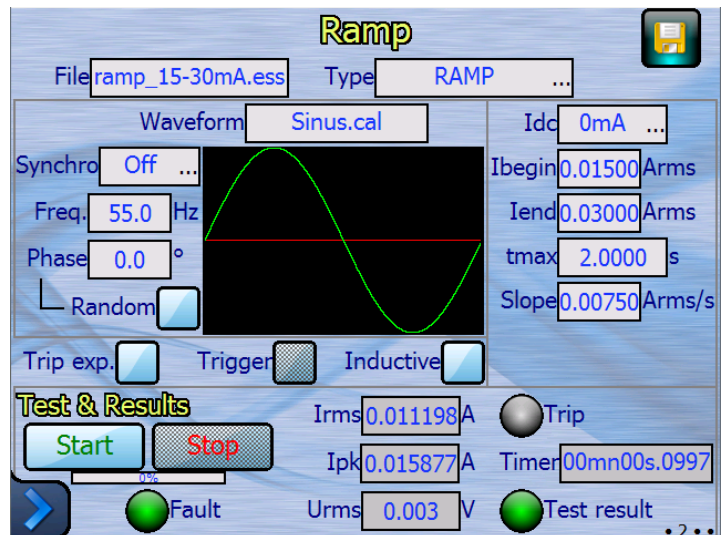 Ramp
File ramp_15-30mA.ess Type RAMP ...
Waveform Sinus.cal
Idc 0mA ...
Synchro Off ...
Ibegin 0.01500 Arms
Freq. 55.0 Hz
Iend 0.03000 Arms
Phase 0.0 °
tmax 2.0000 s
Random
Slope 0.00750 Arms/s
Trip exp. Trigger Inductive
Test & Results
Start Stop
0%
Fault
Irms 0.011198 A
Trip
Ipk 0.015877 A
Timer 00mn00s.0997
Urms 0.003 V
Test result
• 2 • •